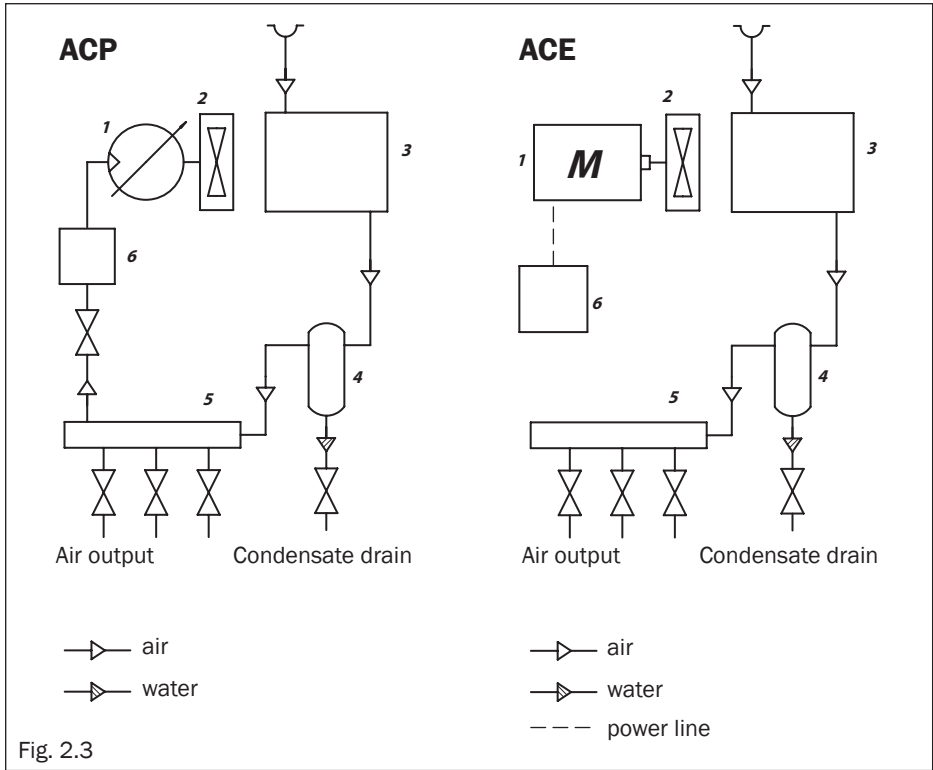 ACP
1
2
3
6
4
5
Air output
Condensate drain
air
water
ACE
2
1
M
3
6
4
5
Air output
Condensate drain
air
water
power line
Fig. 2.3